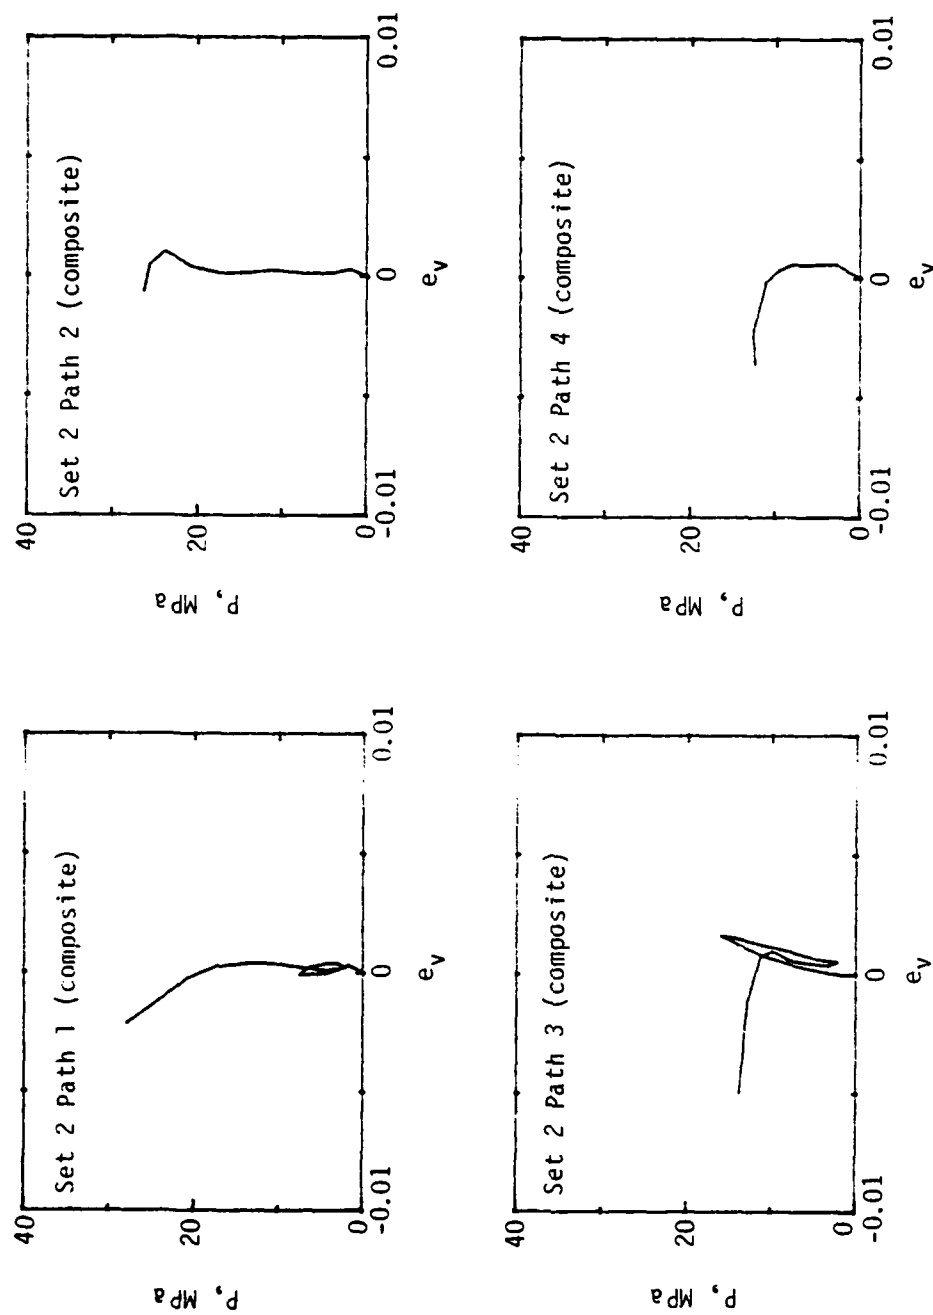 Set 2 Path 1 (composite)
40
20
0
P, MPa
-0.01
0
0.01
e_v
Set 2 Path 2 (composite)
40
20
0
P, MPa
-0.01
0
0.01
e_v
Set 2 Path 3 (composite)
40
20
0
P, MPa
-0.01
0
0.01
e_v
Set 2 Path 4 (composite)
40
20
0
P, MPa
-0.01
0
0.01
e_v